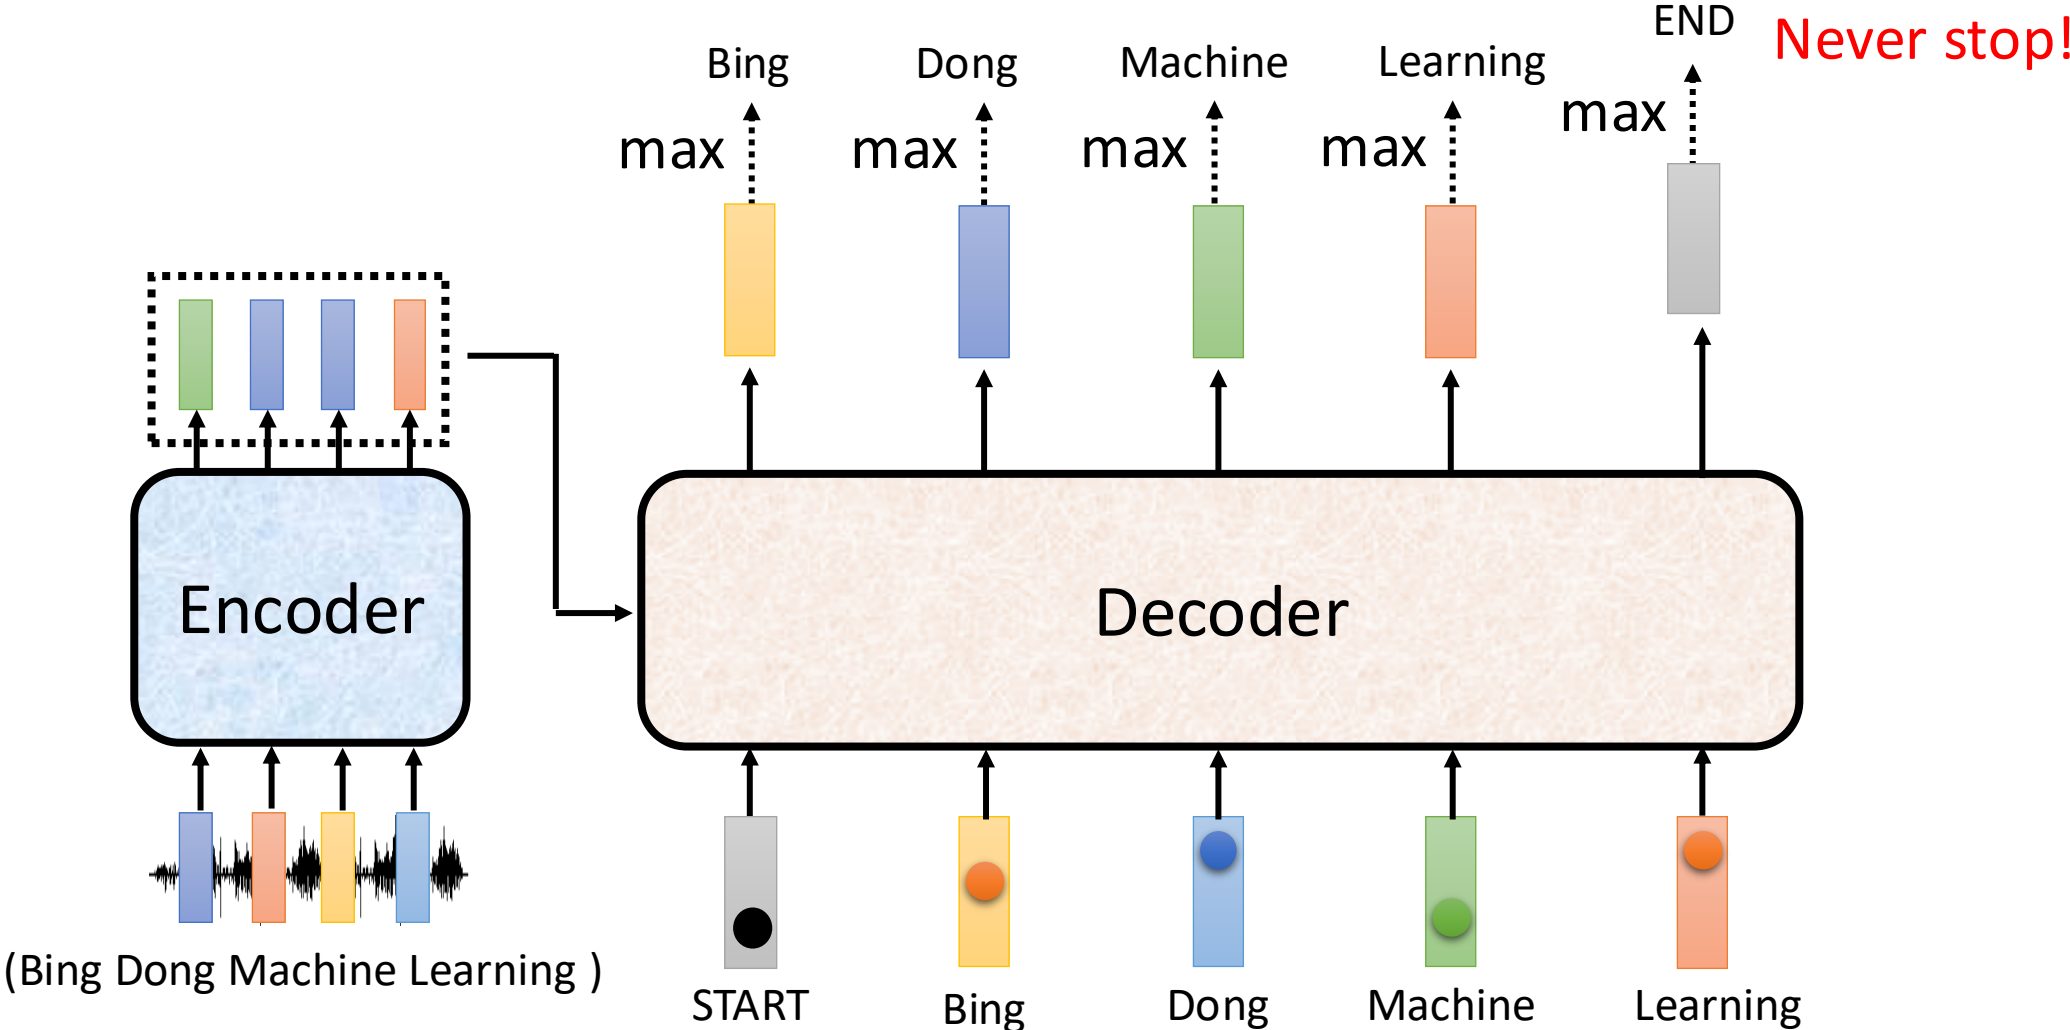 END
Never stop!
Bing
Dong
Machine
Learning
max
max
max
max
max
Encoder
Decoder
(Bing Dong Machine Learning )
START
Bing
Dong
Machine
Learning